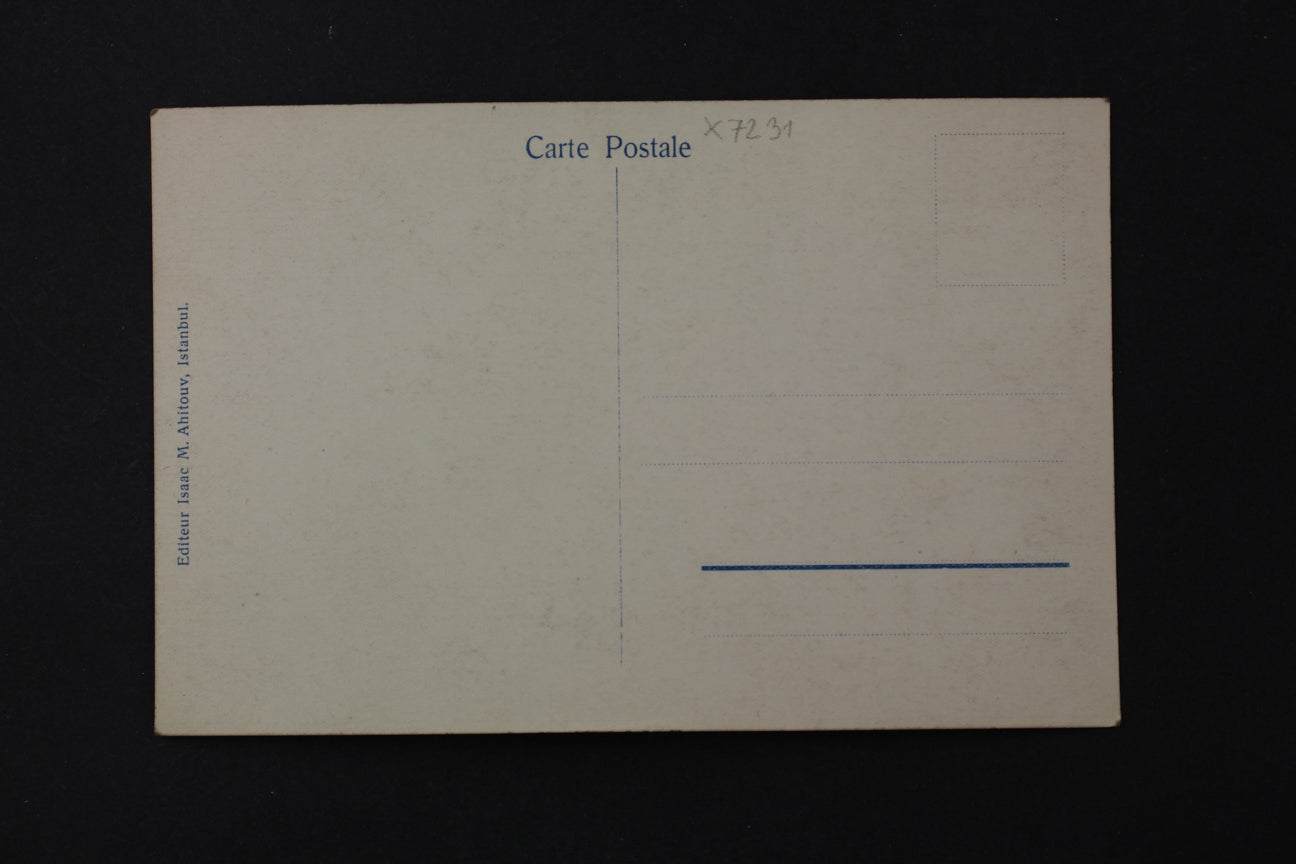 Carte Postale
X7231
Editeur Isaac M. Ahitouv, Istanbul.